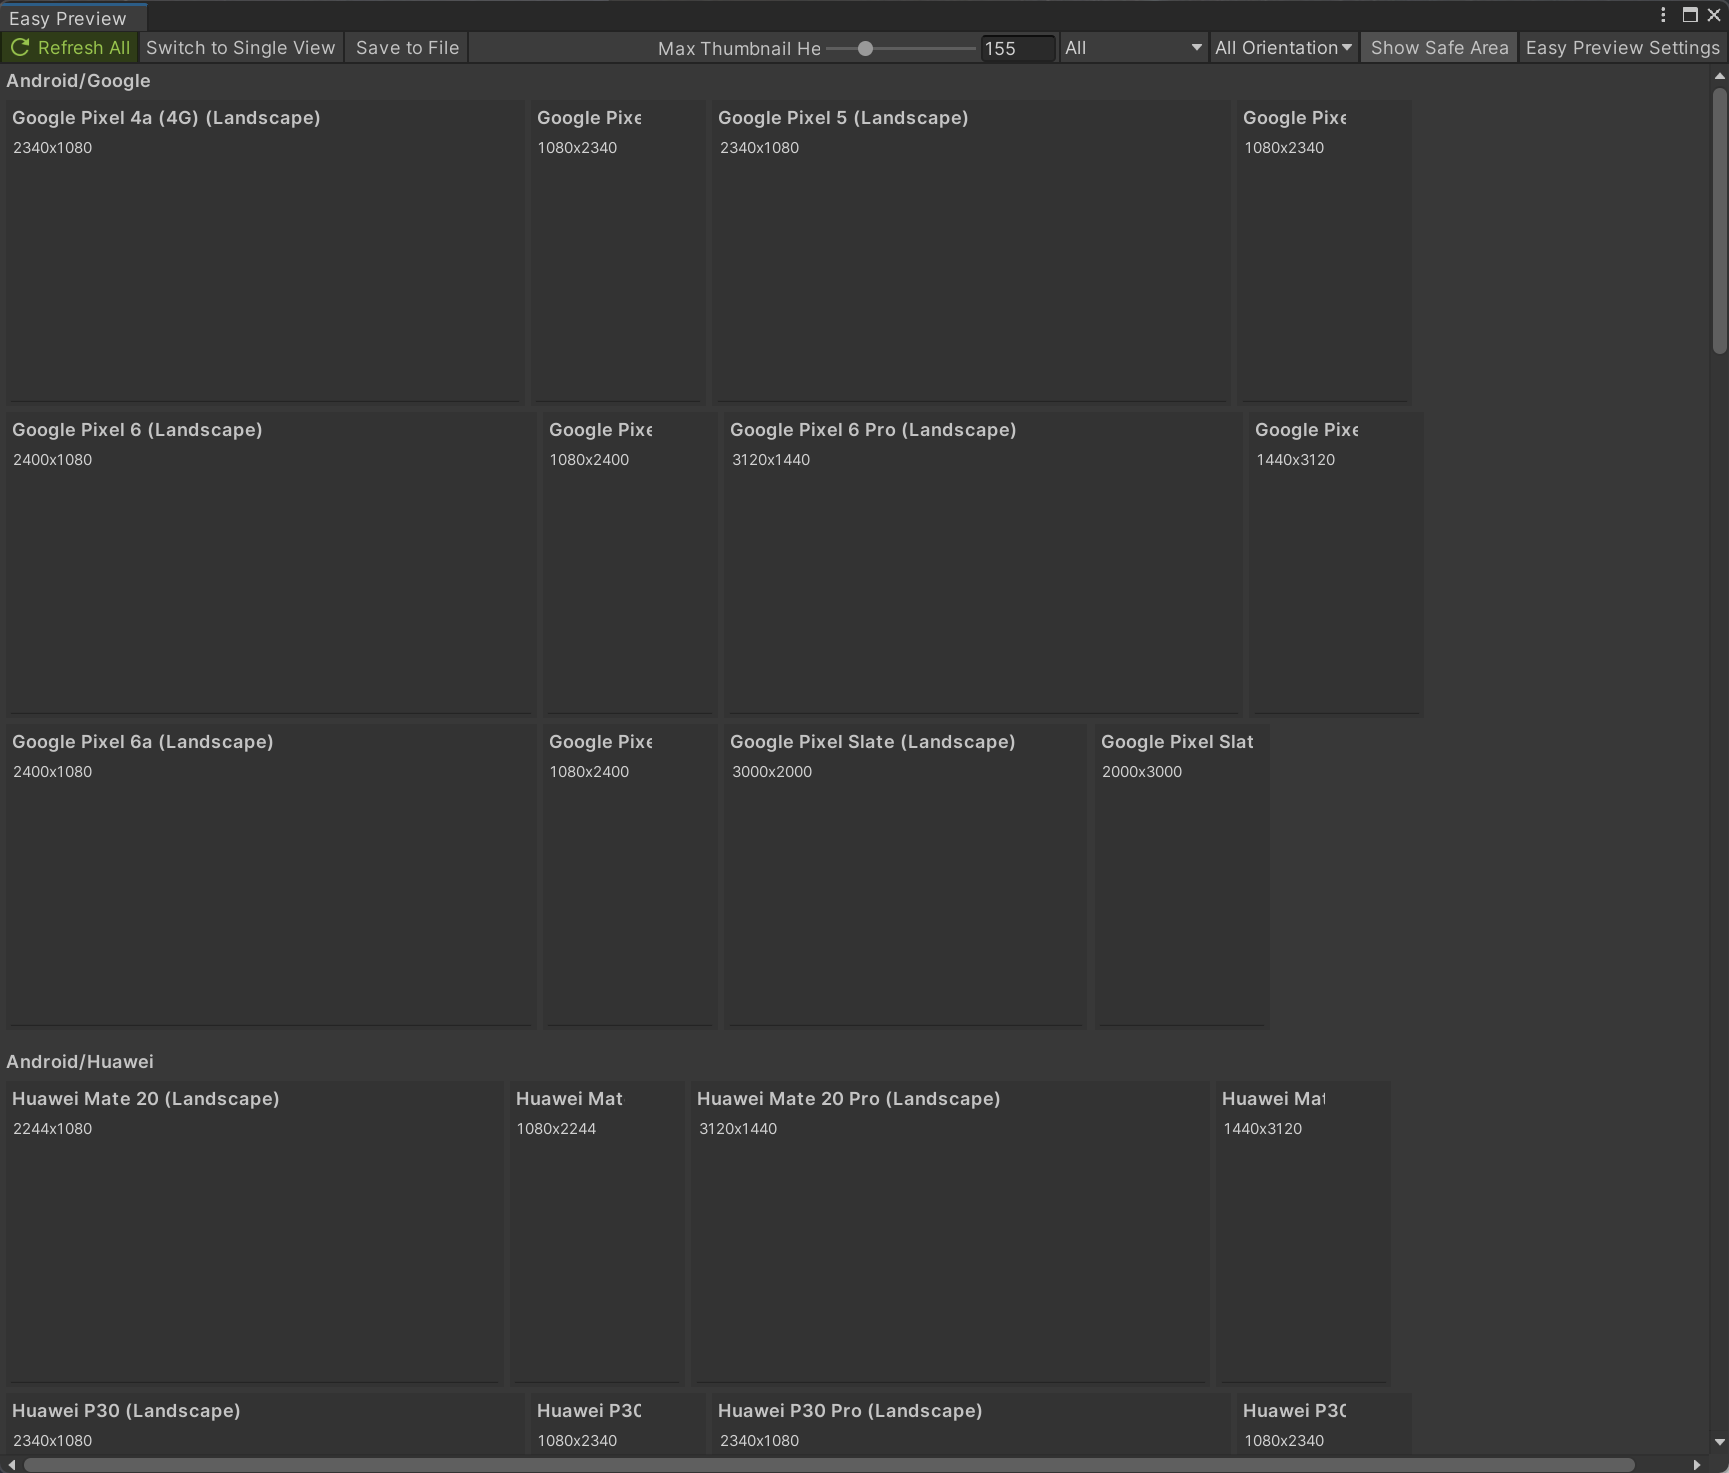 Easy Preview
Refresh All Switch to Single View Save to File Max Thumbnail He 155 All All Orientation Show Safe Area Easy Preview Settings
Android/Google
Google Pixel 4a (4G) (Landscape) Google Pixe Google Pixel 5 (Landscape) Google Pixe
2340x1080 1080x2340 2340x1080 1080x2340
Google Pixel 6 (Landscape) Google Pixe Google Pixel 6 Pro (Landscape) Google Pixe
2400x1080 1080x2400 3120x1440 1440x3120
Google Pixel 6a (Landscape) Google Pixe Google Pixel Slate (Landscape) Google Pixel Slat
2400x1080 1080x2400 3000x2000 2000x3000
Android/Huawei
Huawei Mate 20 (Landscape) Huawei Mat Huawei Mate 20 Pro (Landscape) Huawei Mat
2244x1080 1080x2244 3120x1440 1440x3120
Huawei P30 (Landscape) Huawei P30 Huawei P30 Pro (Landscape) Huawei P30
2340x1080 1080x2340 2340x1080 1080x2340